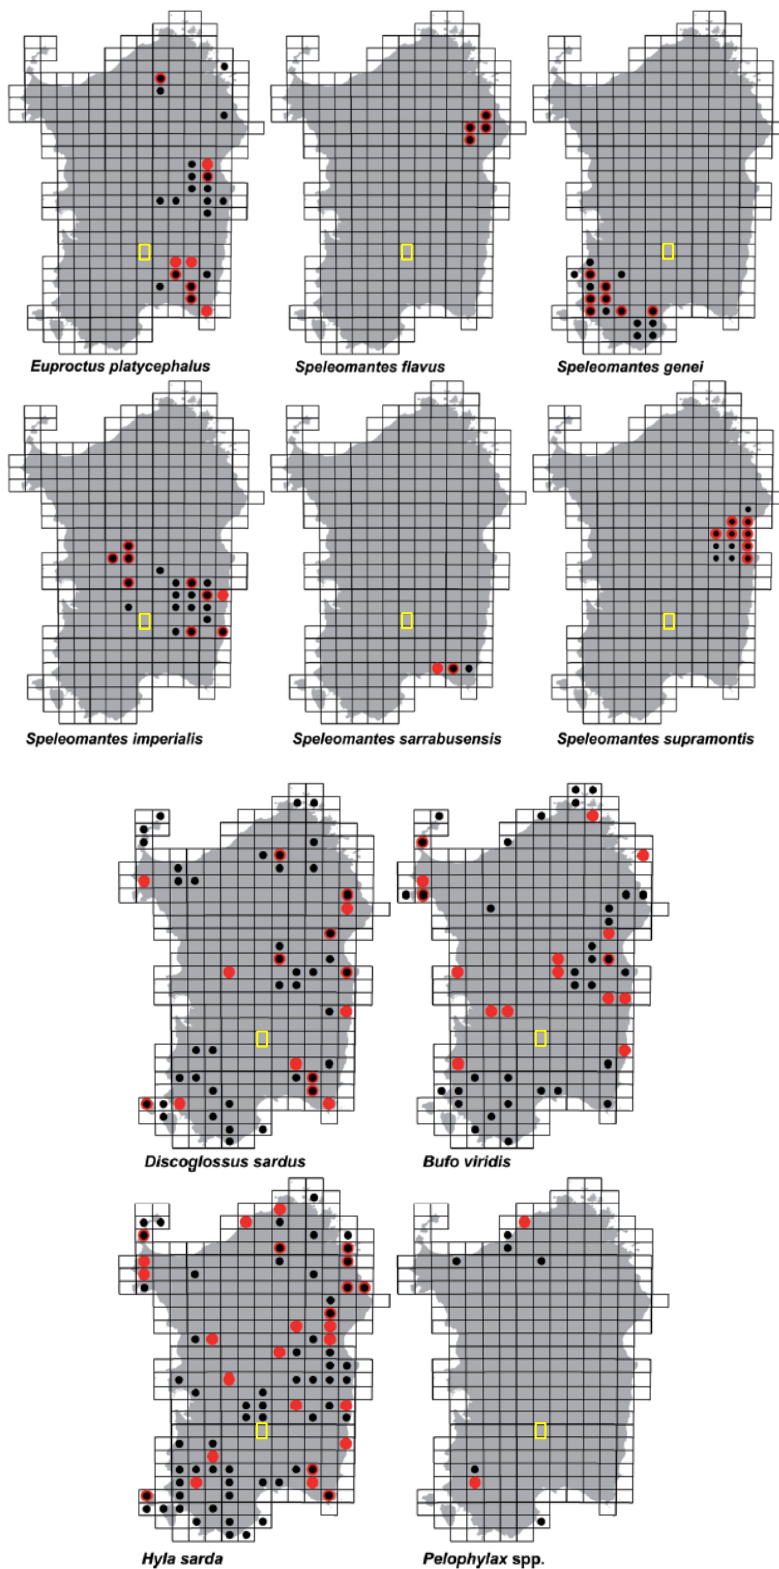 Euproctus platycephalus
Speleomantes flavus
Speleomantes genei
Speleomantes imperialis
Speleomantes sarrabusensis
Speleomantes supramontis
Discoglossus sardus
Bufo viridis
Hyla sarda
Pelophylax spp.